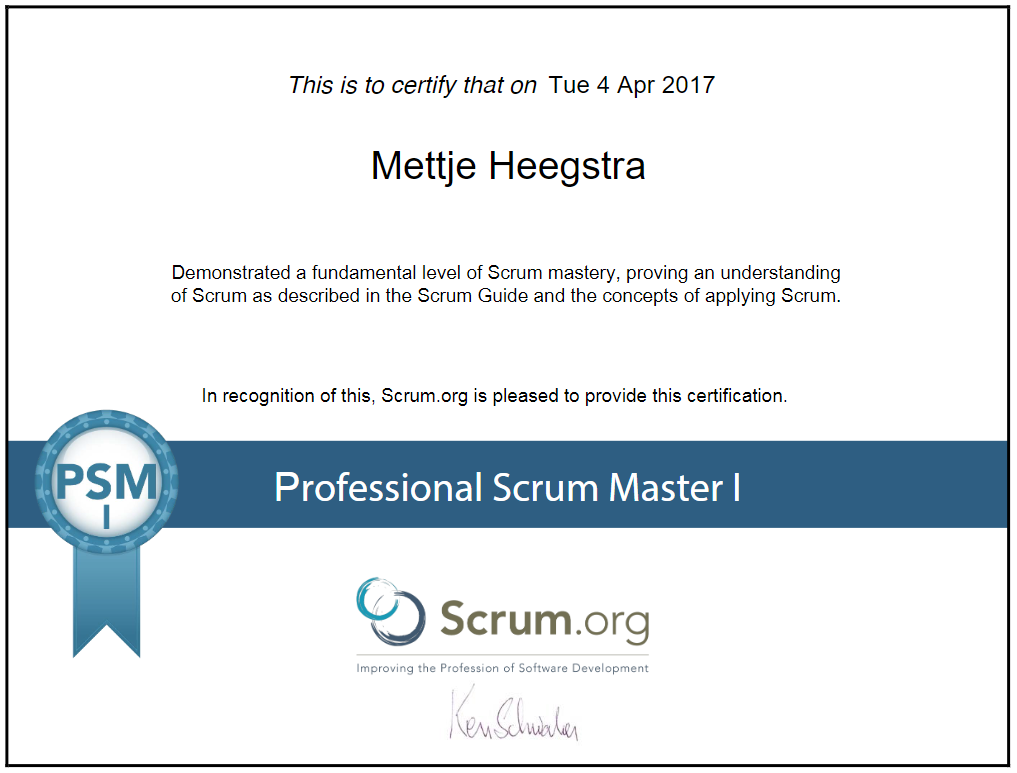 This is to certify that on Tue 4 Apr 2017
Mettje Heegstra
Demonstrated a fundamental level of Scrum mastery, proving an understanding
of Scrum as described in the Scrum Guide and the concepts of applying Scrum.
In recognition of this, Scrum.org is pleased to provide this certification.
PSM
I
Professional Scrum Master I
Scrum.org
Improving the Profession of Software Development
Ken Schwaber